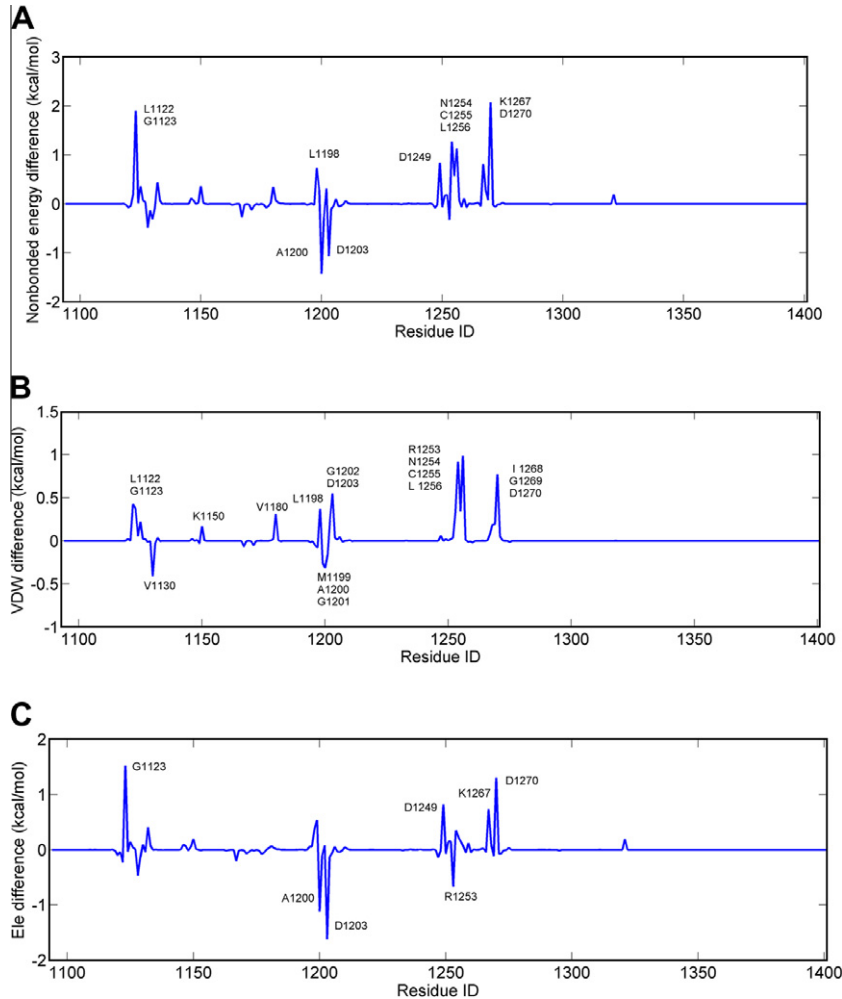 A
Nonbonded energy difference (kcal/mol)
3
2
1
0
-1
-2
L1122
G1123
L1198
A1200
D1203
D1249
N1254
C1255
L1256
K1267
D1270
1100
1150
1200
1250
1300
1350
1400
Residue ID
B
VDW difference (kcal/mol)
1.5
1
0.5
0
-0.5
-1
L1122
G1123
V1130
K1150
V1180
L1198
G1202
D1203
M1199
A1200
G1201
R1253
N1254
C1255
L 1256
I 1268
G1269
D1270
1100
1150
1200
1250
1300
1350
1400
Residue ID
C
Ele difference (kcal/mol)
2
1
0
-1
-2
G1123
A1200
D1203
D1249
R1253
K1267
D1270
1100
1150
1200
1250
1300
1350
1400
Residue ID